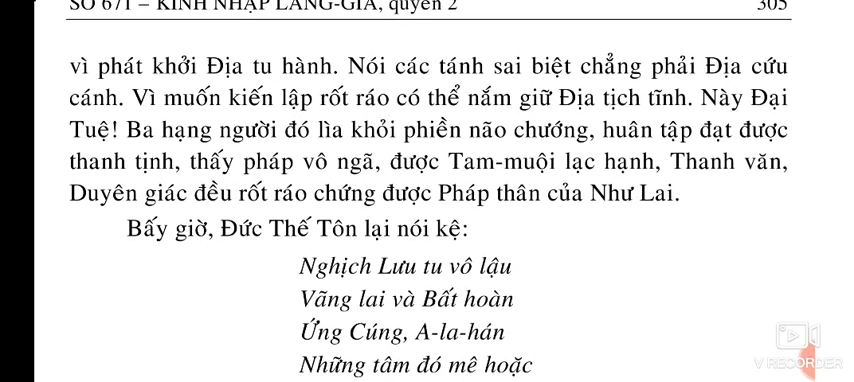 SỐ 671 – KINH NHẬP LĂNG-GIÀ, quyển 2 305
vì phát khởi Địa tu hành. Nói các tánh sai biệt chẳng phải Địa cứu
cánh. Vì muốn kiến lập rốt ráo có thể nắm giữ Địa tịch tĩnh. Này Đại
Tuệ! Ba hạng người đó lìa khỏi phiền não chướng, huân tập đạt được
thanh tịnh, thấy pháp vô ngã, được Tam-muội lạc hạnh, Thanh văn,
Duyên giác đều rốt ráo chứng được Pháp thân của Như Lai.
Bấy giờ, Đức Thế Tôn lại nói kệ:
Nghịch Lưu tu vô lậu
Vãng lai và Bất hoàn
Ứng Cúng, A-la-hán
Những tâm đó mê hoặc
V RECORDER